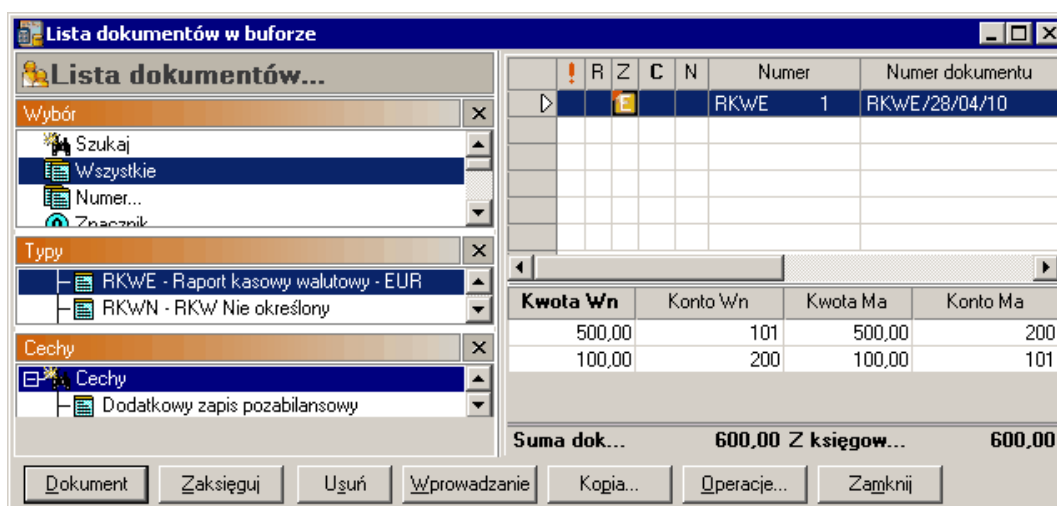 Lista dokumentów w buforze
Lista dokumentów...
Wybór
Szukaj
Wszystkie
Numer...
Znacznik
Typy
RKWE - Raport kasowy walutowy - EUR
RKWN - RKW Nie określony
Cechy
Cechy
Dodatkowy zapis pozabilansowy
! R Z C N Numer Numer dokumentu
E RKWE 1 RKWE/28/04/10
Kwota Wn Konto Wn Kwota Ma Konto Ma
500,00 101 500,00 200
100,00 200 100,00 101
Suma dok... 600,00 Z księgow... 600,00
Dokument Zaksięguj Usuń Wprowadzanie Kopia... Operacje... Zamknij